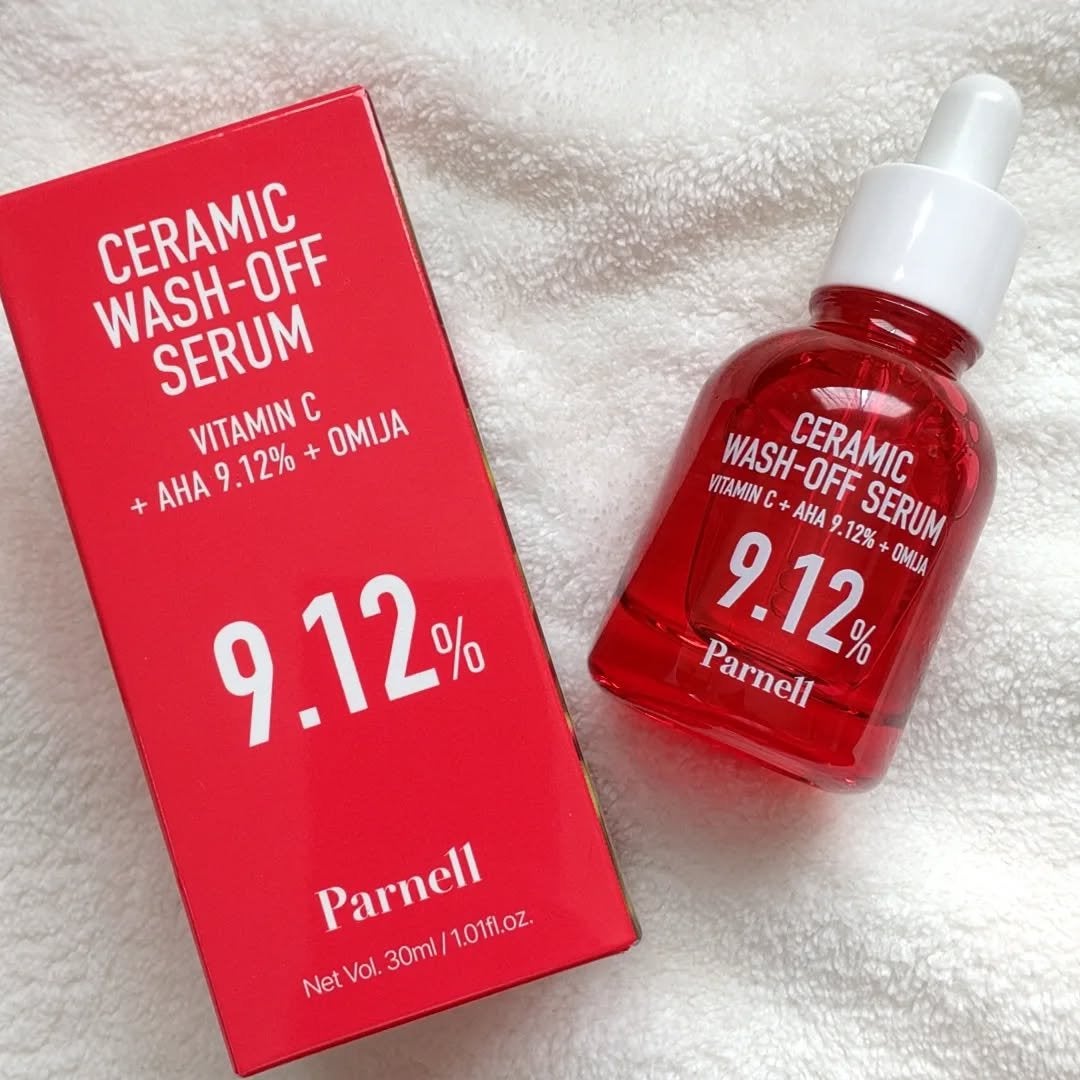 CERAMIC
WASH-OFF
SERUM
VITAMIN C
+ AHA 9.12% + OMIJA
9.12%
Parnell
Net Vol. 30ml / 1.01fl.oz.
CERAMIC
WASH-OFF SERUM
VITAMIN C + AHA 9.12% + OMIJA
9.12%
Parnell